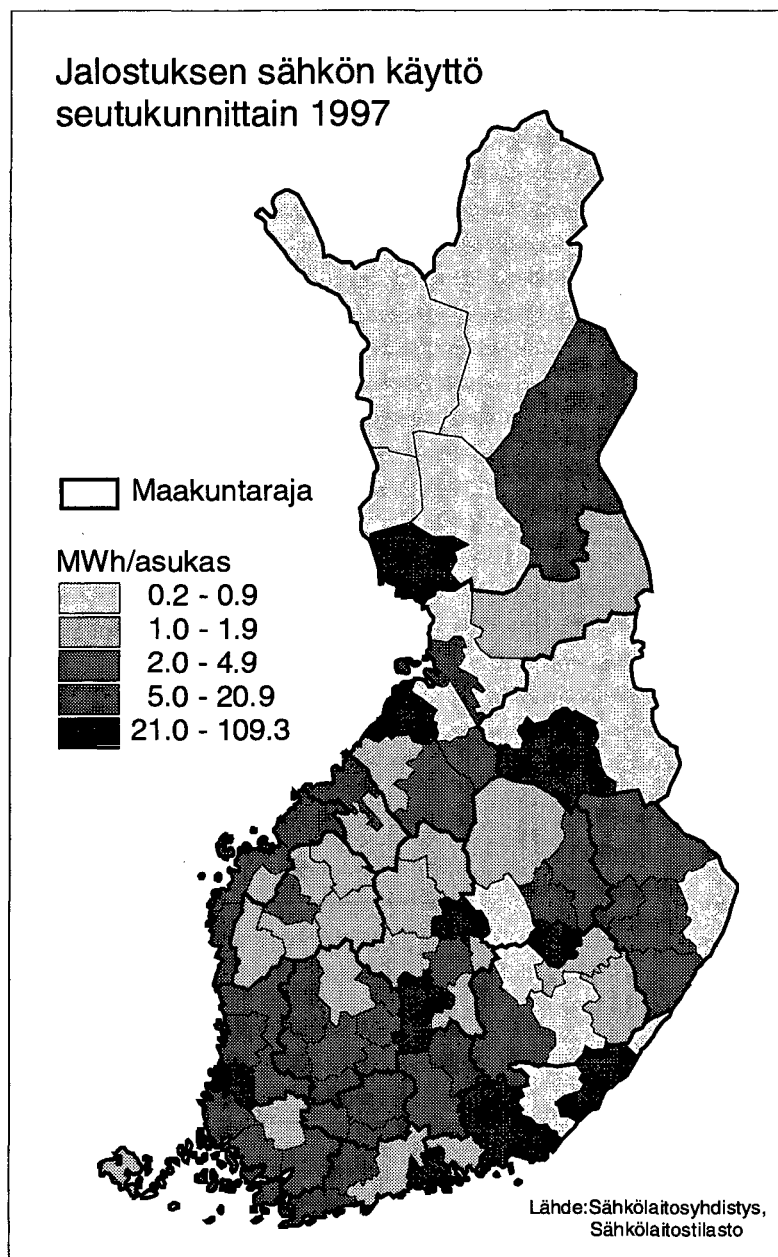 Jalostuksen sähkön käyttö
seutukunnittain 1997
Maakuntaraja
MWh/asukas
0.2 - 0.9
1.0 - 1.9
2.0 - 4.9
5.0 - 20.9
21.0 - 109.3
Lähde:Sähkölaitosyhdistys,
Sähkölaitostilasto